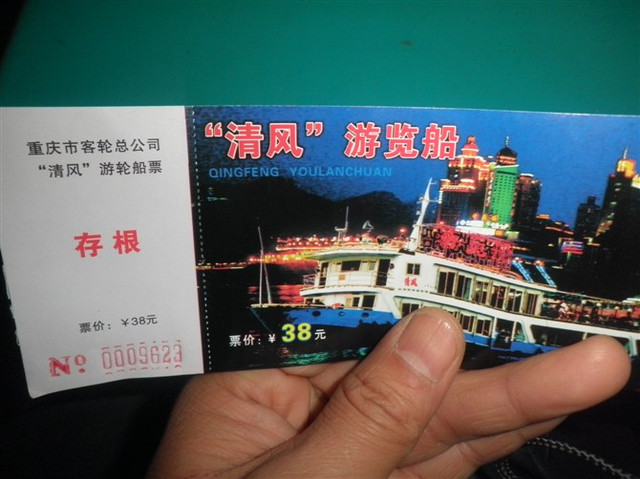 重庆市客轮总公司
“清风”游轮船票
存根
票价：￥38元
No 0009623
“清风”游览船
QINGFENG YOULANCHUAN
票价：￥38元